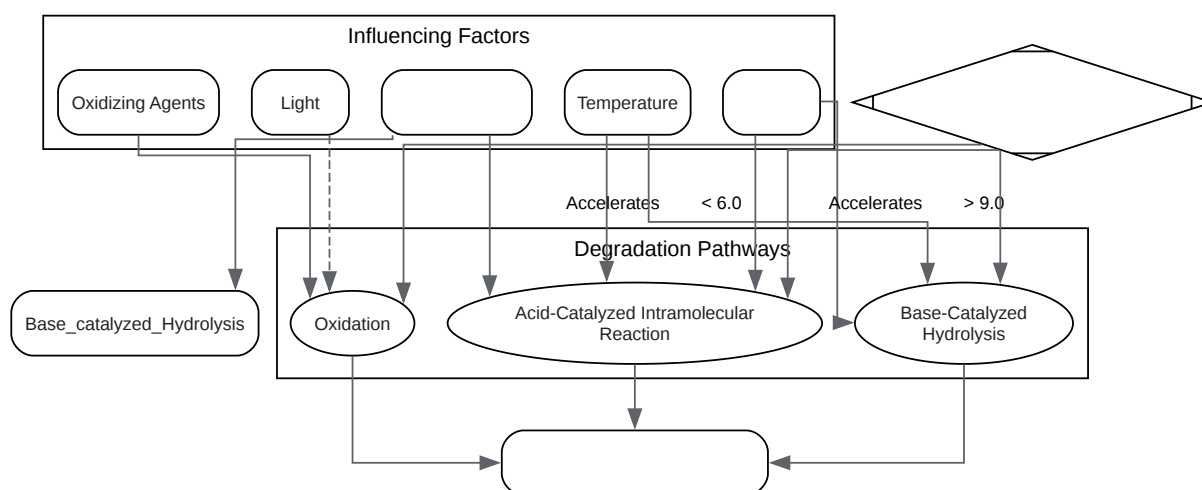 Influencing Factors
Oxidizing Agents
Light
Temperature
Accelerates
< 6.0
Accelerates
> 9.0
Degradation Pathways
Base_catalyzed_Hydrolysis
Oxidation
Acid-Catalyzed Intramolecular
Reaction
Base-Catalyzed
Hydrolysis